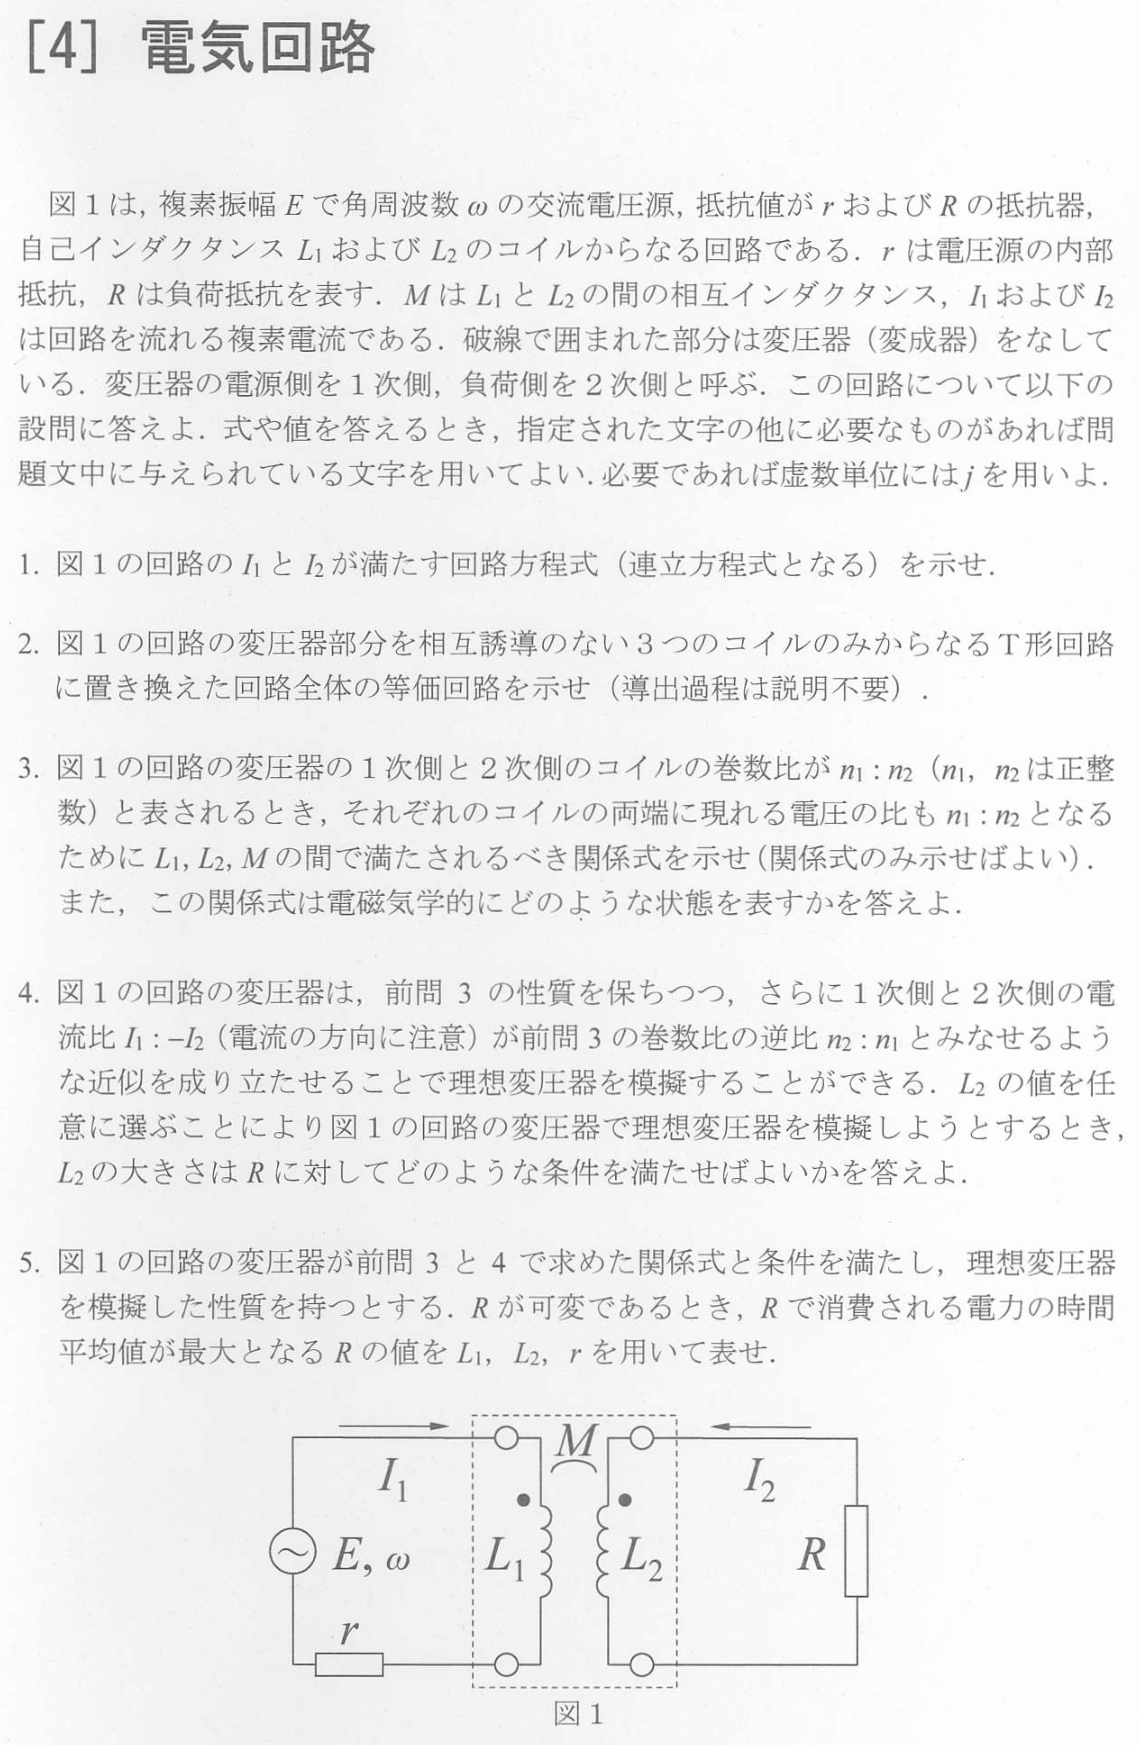 ［4］ 電気回路
図1は，複素振幅 E で角周波数 ω の交流電圧源，抵抗値が r および R の抵抗器，
自己インダクタンス L₁ および L₂ のコイルからなる回路である．r は電圧源の内部
抵抗，R は負荷抵抗を表す．M は L₁ と L₂ の間の相互インダクタンス，I₁ および I₂
は回路を流れる複素電流である．破線で囲まれた部分は変圧器（変成器）をなして
いる．変圧器の電源側を1次側，負荷側を2次側と呼ぶ．この回路について以下の
設問に答えよ．式や値を答えるとき，指定された文字の他に必要なものがあれば問
題文中に与えられている文字を用いてよい．必要であれば虚数単位には j を用いよ．
1. 図1の回路の I₁ と I₂ が満たす回路方程式（連立方程式となる）を示せ．
2. 図1の回路の変圧器部分を相互誘導のない3つのコイルのみからなるT形回路
に置き換えた回路全体の等価回路を示せ（導出過程は説明不要）．
3. 図1の回路の変圧器の1次側と2次側のコイルの巻数比が n₁ : n₂（n₁，n₂ は正整
数）と表されるとき，それぞれのコイルの両端に現れる電圧の比も n₁ : n₂ となる
ために L₁, L₂, M の間で満たされるべき関係式を示せ（関係式のみ示せばよい）．
また，この関係式は電磁気学的にどのような状態を表すかを答えよ．
4. 図1の回路の変圧器は，前問 3 の性質を保ちつつ，さらに1次側と2次側の電
流比 I₁ : −I₂（電流の方向に注意）が前問 3 の巻数比の逆比 n₂ : n₁ とみなせるよう
な近似を成り立たせることで理想変圧器を模擬することができる．L₂ の値を任
意に選ぶことにより図1の回路の変圧器で理想変圧器を模擬しようとするとき，
L₂ の大きさは R に対してどのような条件を満たせばよいかを答えよ．
5. 図1の回路の変圧器が前問 3 と 4 で求めた関係式と条件を満たし，理想変圧器
を模擬した性質を持つとする．R が可変であるとき，R で消費される電力の時間
平均値が最大となる R の値を L₁，L₂，r を用いて表せ．
M
I₁
I₂
E, ω
L₁
L₂
R
r
図1